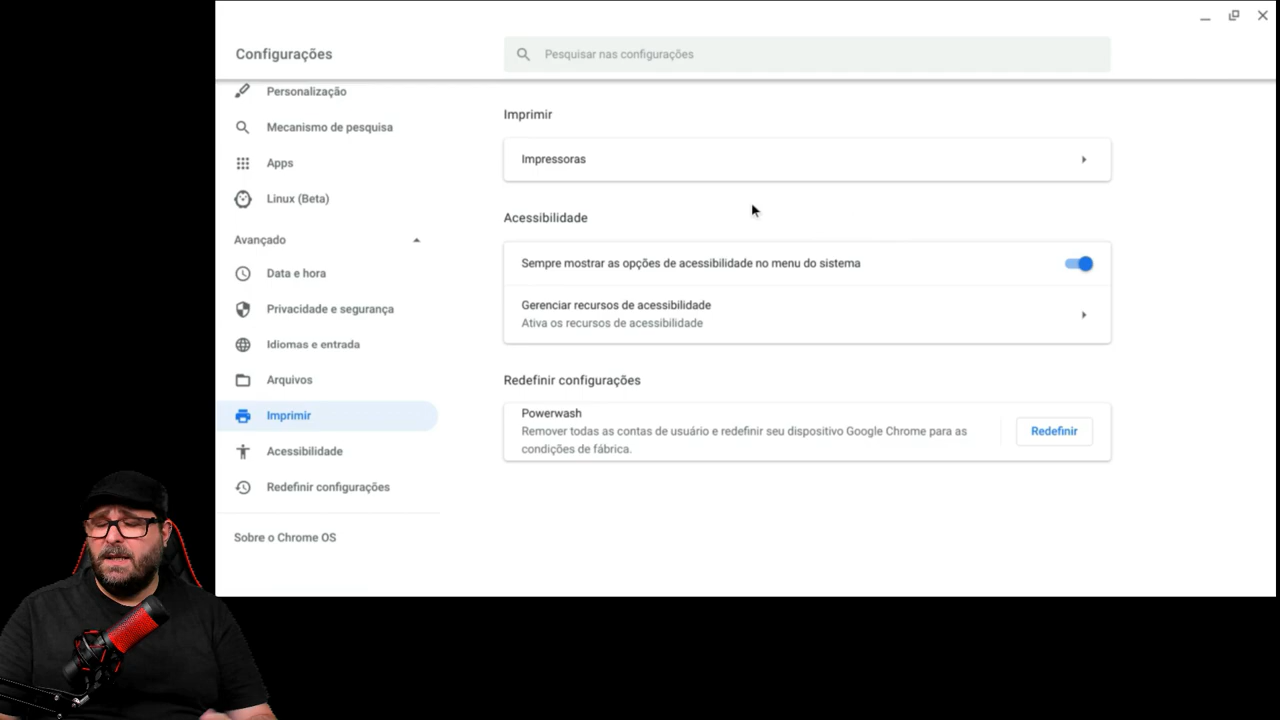 Configurações
Pesquisar nas configurações
Personalização
Mecanismo de pesquisa
Apps
Linux (Beta)
Avançado
Data e hora
Privacidade e segurança
Idiomas e entrada
Arquivos
Imprimir
Acessibilidade
Redefinir configurações
Sobre o Chrome OS
Imprimir
Impressoras
Acessibilidade
Sempre mostrar as opções de acessibilidade no menu do sistema
Gerenciar recursos de acessibilidade
Ativa os recursos de acessibilidade
Redefinir configurações
Powerwash
Remover todas as contas de usuário e redefinir seu dispositivo Google Chrome para as
condições de fábrica.
Redefinir